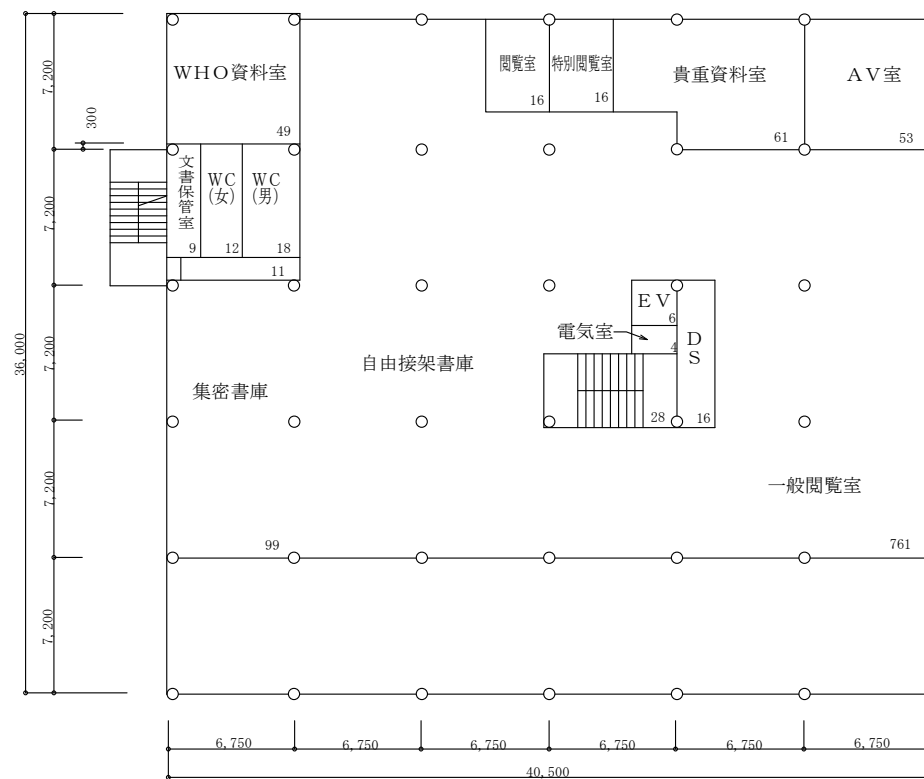 WHO資料室
49
閲覧室
16
特別閲覧室
16
貴重資料室
61
AV室
53
7,200
300
文書保管室
9
WC
(女)
12
WC
(男)
18
11
7,200
36,000
7,200
EV
6
電気室
4
DS
16
28
自由接架書庫
集密書庫
一般閲覧室
7,200
99
761
7,200
6,750
6,750
6,750
6,750
6,750
6,750
40,500